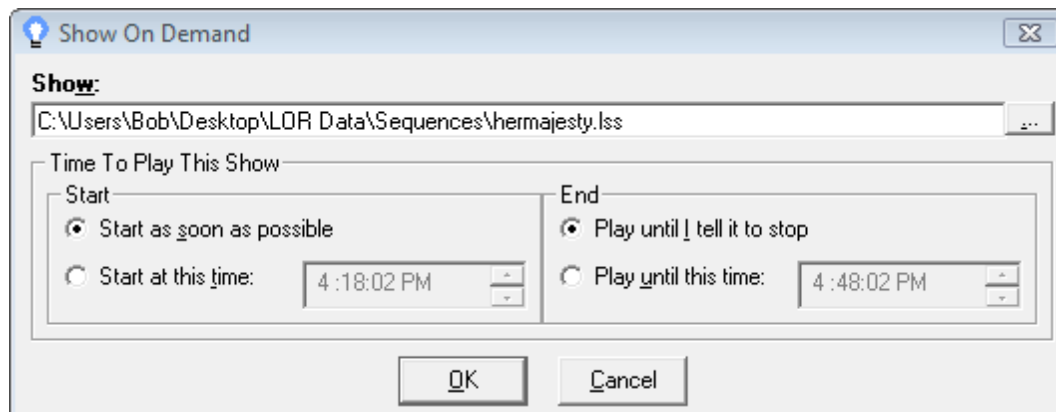 Show On Demand
Show:
C:\Users\Bob\Desktop\LOR Data\Sequences\hermajesty.lss
...
Time To Play This Show
Start
Start as soon as possible
Start at this time:
4 :18:02 PM
End
Play until I tell it to stop
Play until this time:
4 :48:02 PM
OK
Cancel